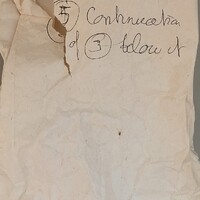 5 Continuation
of 3 below it